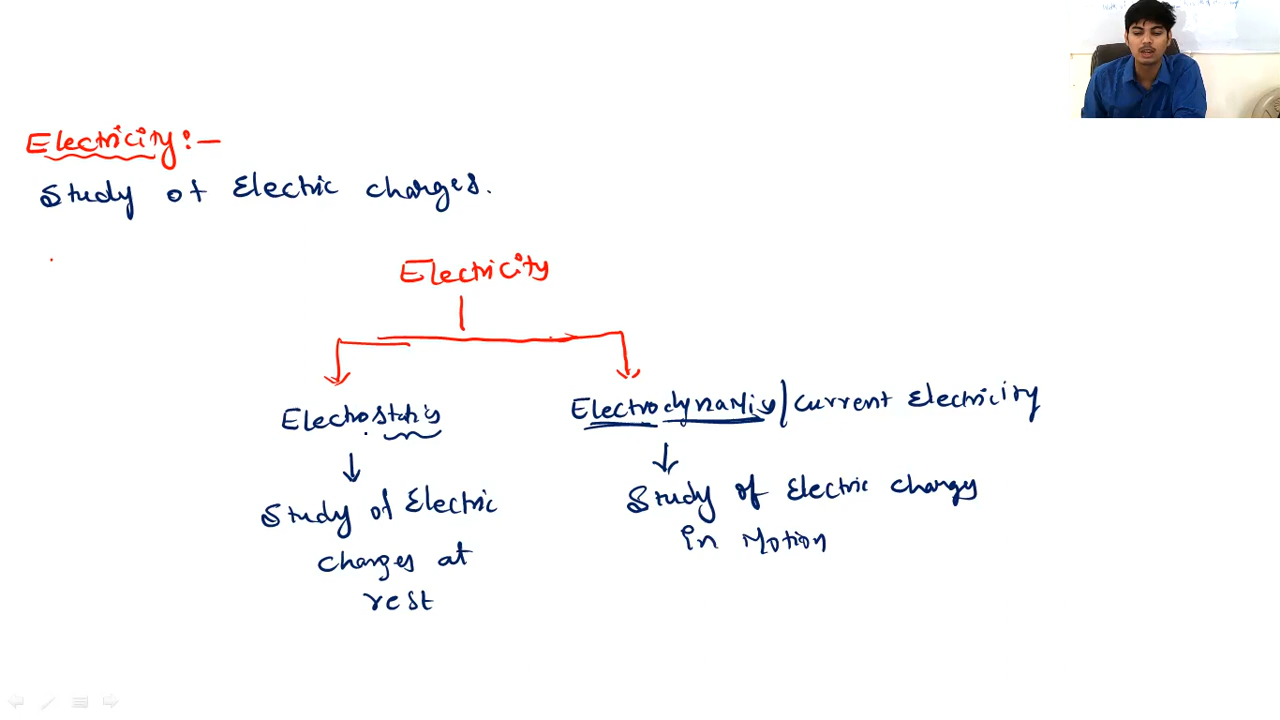 Electricity:-
Study of Electric charges.
Electricity
Electrostatics
Electrodynamics/Current Electricity
Study of Electric
charges at
rest
Study of Electric charges
in Motion